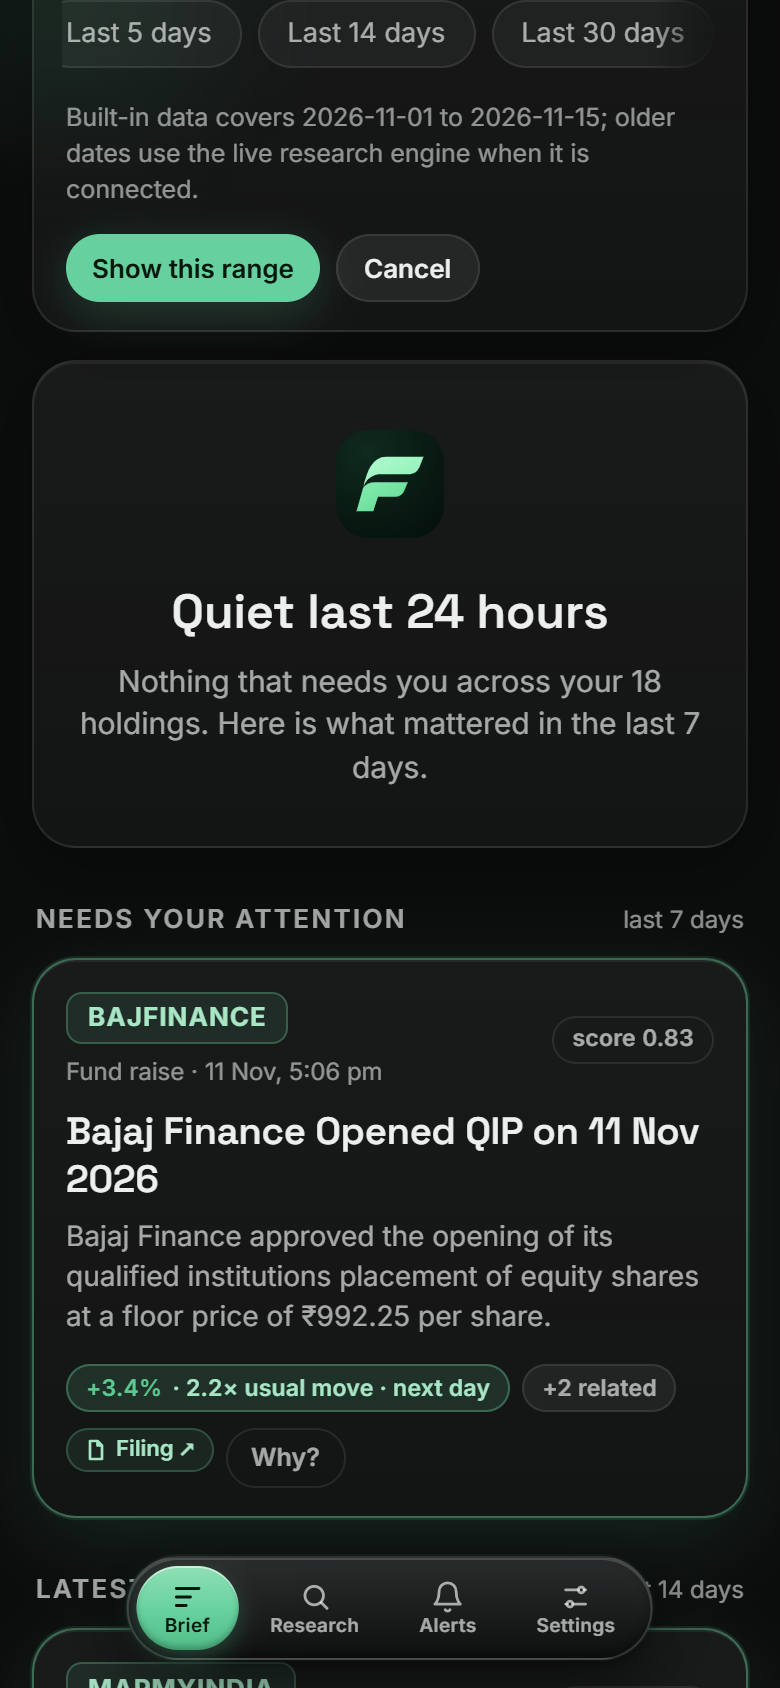 Last 5 days
Last 14 days
Last 30 days
Built-in data covers 2026-11-01 to 2026-11-15; older
dates use the live research engine when it is
connected.
Show this range
Cancel
Quiet last 24 hours
Nothing that needs you across your 18
holdings. Here is what mattered in the last 7
days.
NEEDS YOUR ATTENTION
last 7 days
BAJFINANCE
score 0.83
Fund raise · 11 Nov, 5:06 pm
Bajaj Finance Opened QIP on 11 Nov
2026
Bajaj Finance approved the opening of its
qualified institutions placement of equity shares
at a floor price of ₹992.25 per share.
+3.4% · 2.2× usual move · next day
+2 related
Filing ↗
Why?
14 days
Brief
Research
Alerts
Settings
MAPMYINDIA